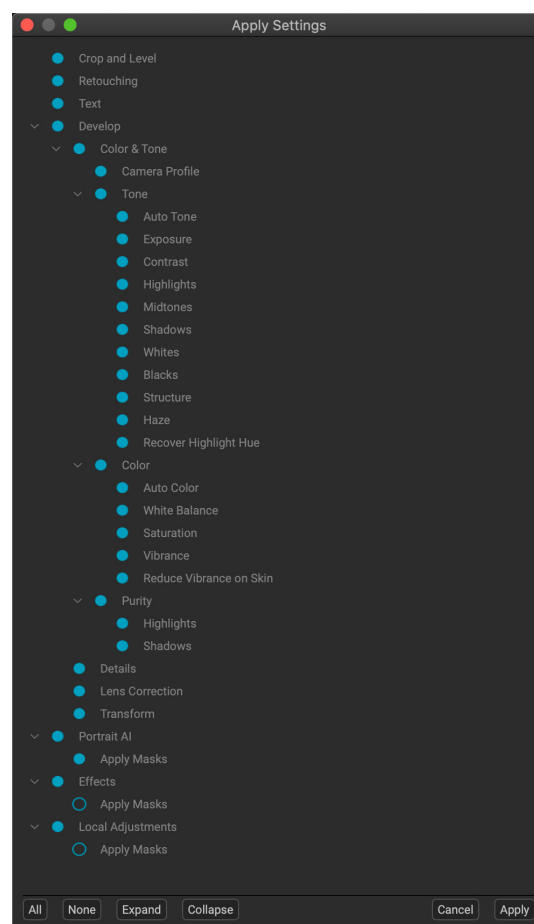 Apply Settings
Crop and Level
Retouching
Text
Develop
Color & Tone
Camera Profile
Tone
Auto Tone
Exposure
Contrast
Highlights
Midtones
Shadows
Whites
Blacks
Structure
Haze
Recover Highlight Hue
Color
Auto Color
White Balance
Saturation
Vibrance
Reduce Vibrance on Skin
Purity
Highlights
Shadows
Details
Lens Correction
Transform
Portrait AI
Apply Masks
Effects
Apply Masks
Local Adjustments
Apply Masks
All None Expand Collapse Cancel Apply